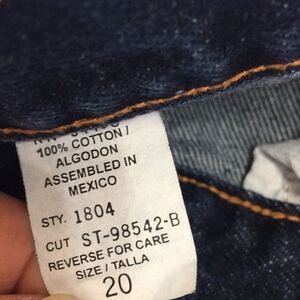 100% COTTON/
ALGODON
ASSEMBLED IN
MEXICO
STY. 1804
CUT ST-98542-B
REVERSE FOR CARE
SIZE / TALLA
20